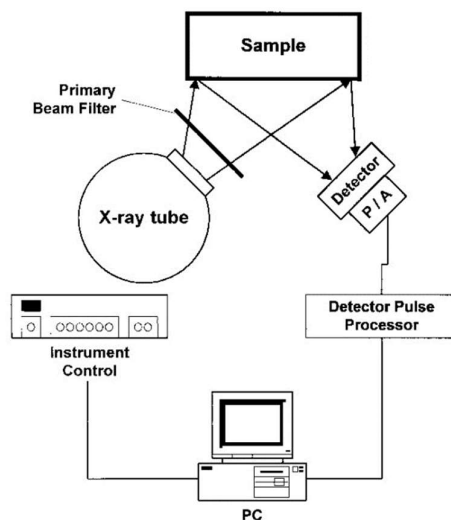 Sample
Primary
Beam Filter
X-ray tube
Detector
P / A
Detector Pulse
Processor
Instrument
Control
PC